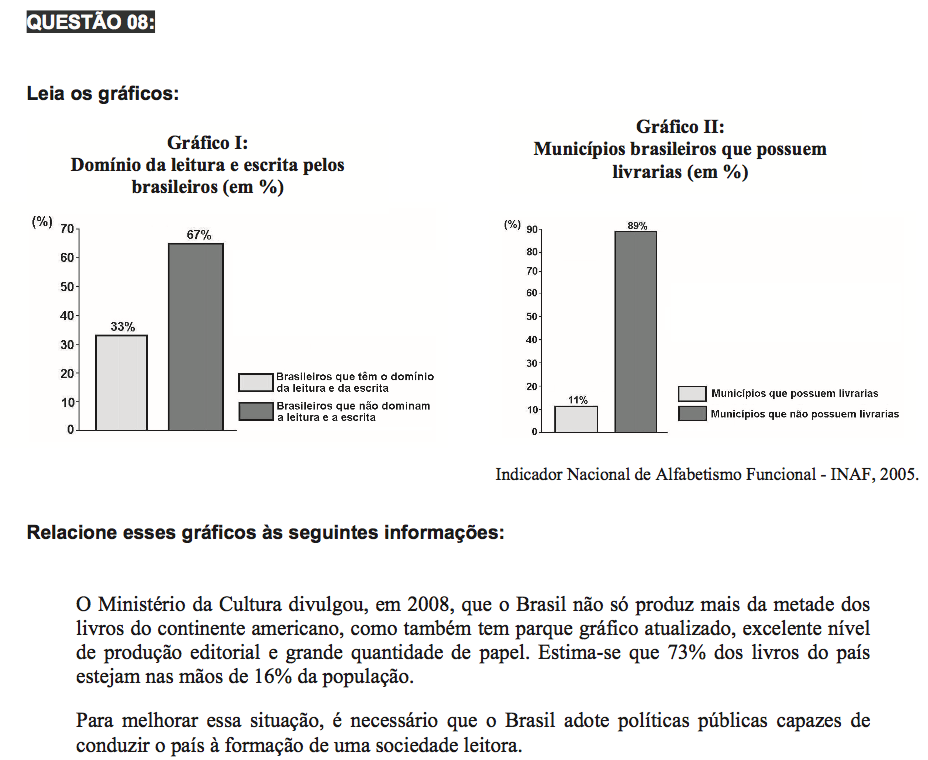 QUESTÃO 08:
Leia os gráficos:
Gráfico I:
Domínio da leitura e escrita pelos
brasileiros (em %)
(%)
70
60
50
40
30
20
10
0
33%
67%
Brasileiros que têm o domínio
da leitura e da escrita
Brasileiros que não dominam
a leitura e a escrita
Gráfico II:
Municípios brasileiros que possuem
livrarias (em %)
(%)
90
80
70
60
50
40
30
20
10
0
11%
89%
Municípios que possuem livrarias
Municípios que não possuem livrarias
Indicador Nacional de Alfabetismo Funcional - INAF, 2005.
Relacione esses gráficos às seguintes informações:
O Ministério da Cultura divulgou, em 2008, que o Brasil não só produz mais da metade dos
livros do continente americano, como também tem parque gráfico atualizado, excelente nível
de produção editorial e grande quantidade de papel. Estima-se que 73% dos livros do país
estejam nas mãos de 16% da população.
Para melhorar essa situação, é necessário que o Brasil adote políticas públicas capazes de
conduzir o país à formação de uma sociedade leitora.